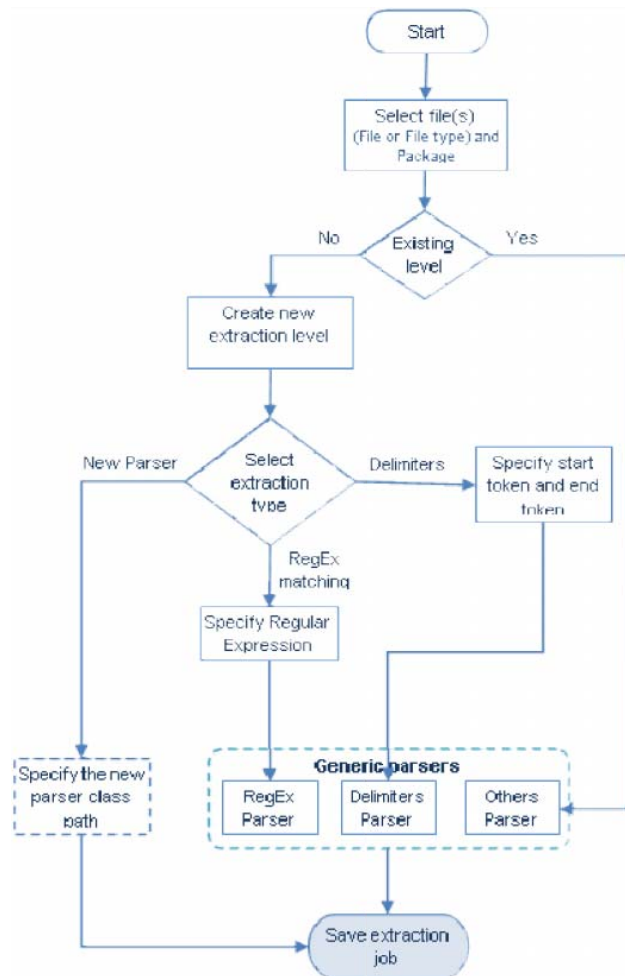 Start
Select file(s)
(File or File type) and
Package
No
Existing
level
Yes
Create new
extraction level
New Parser
Select
extraction
type
Delimiters
Specify start
token and end
token
RegEx
matching
Specify Regular
Expression
Generic parsers
Specify the new
parser class
path
RegEx
Parser
Delimiters
Parser
Others
Parser
Save extraction
job